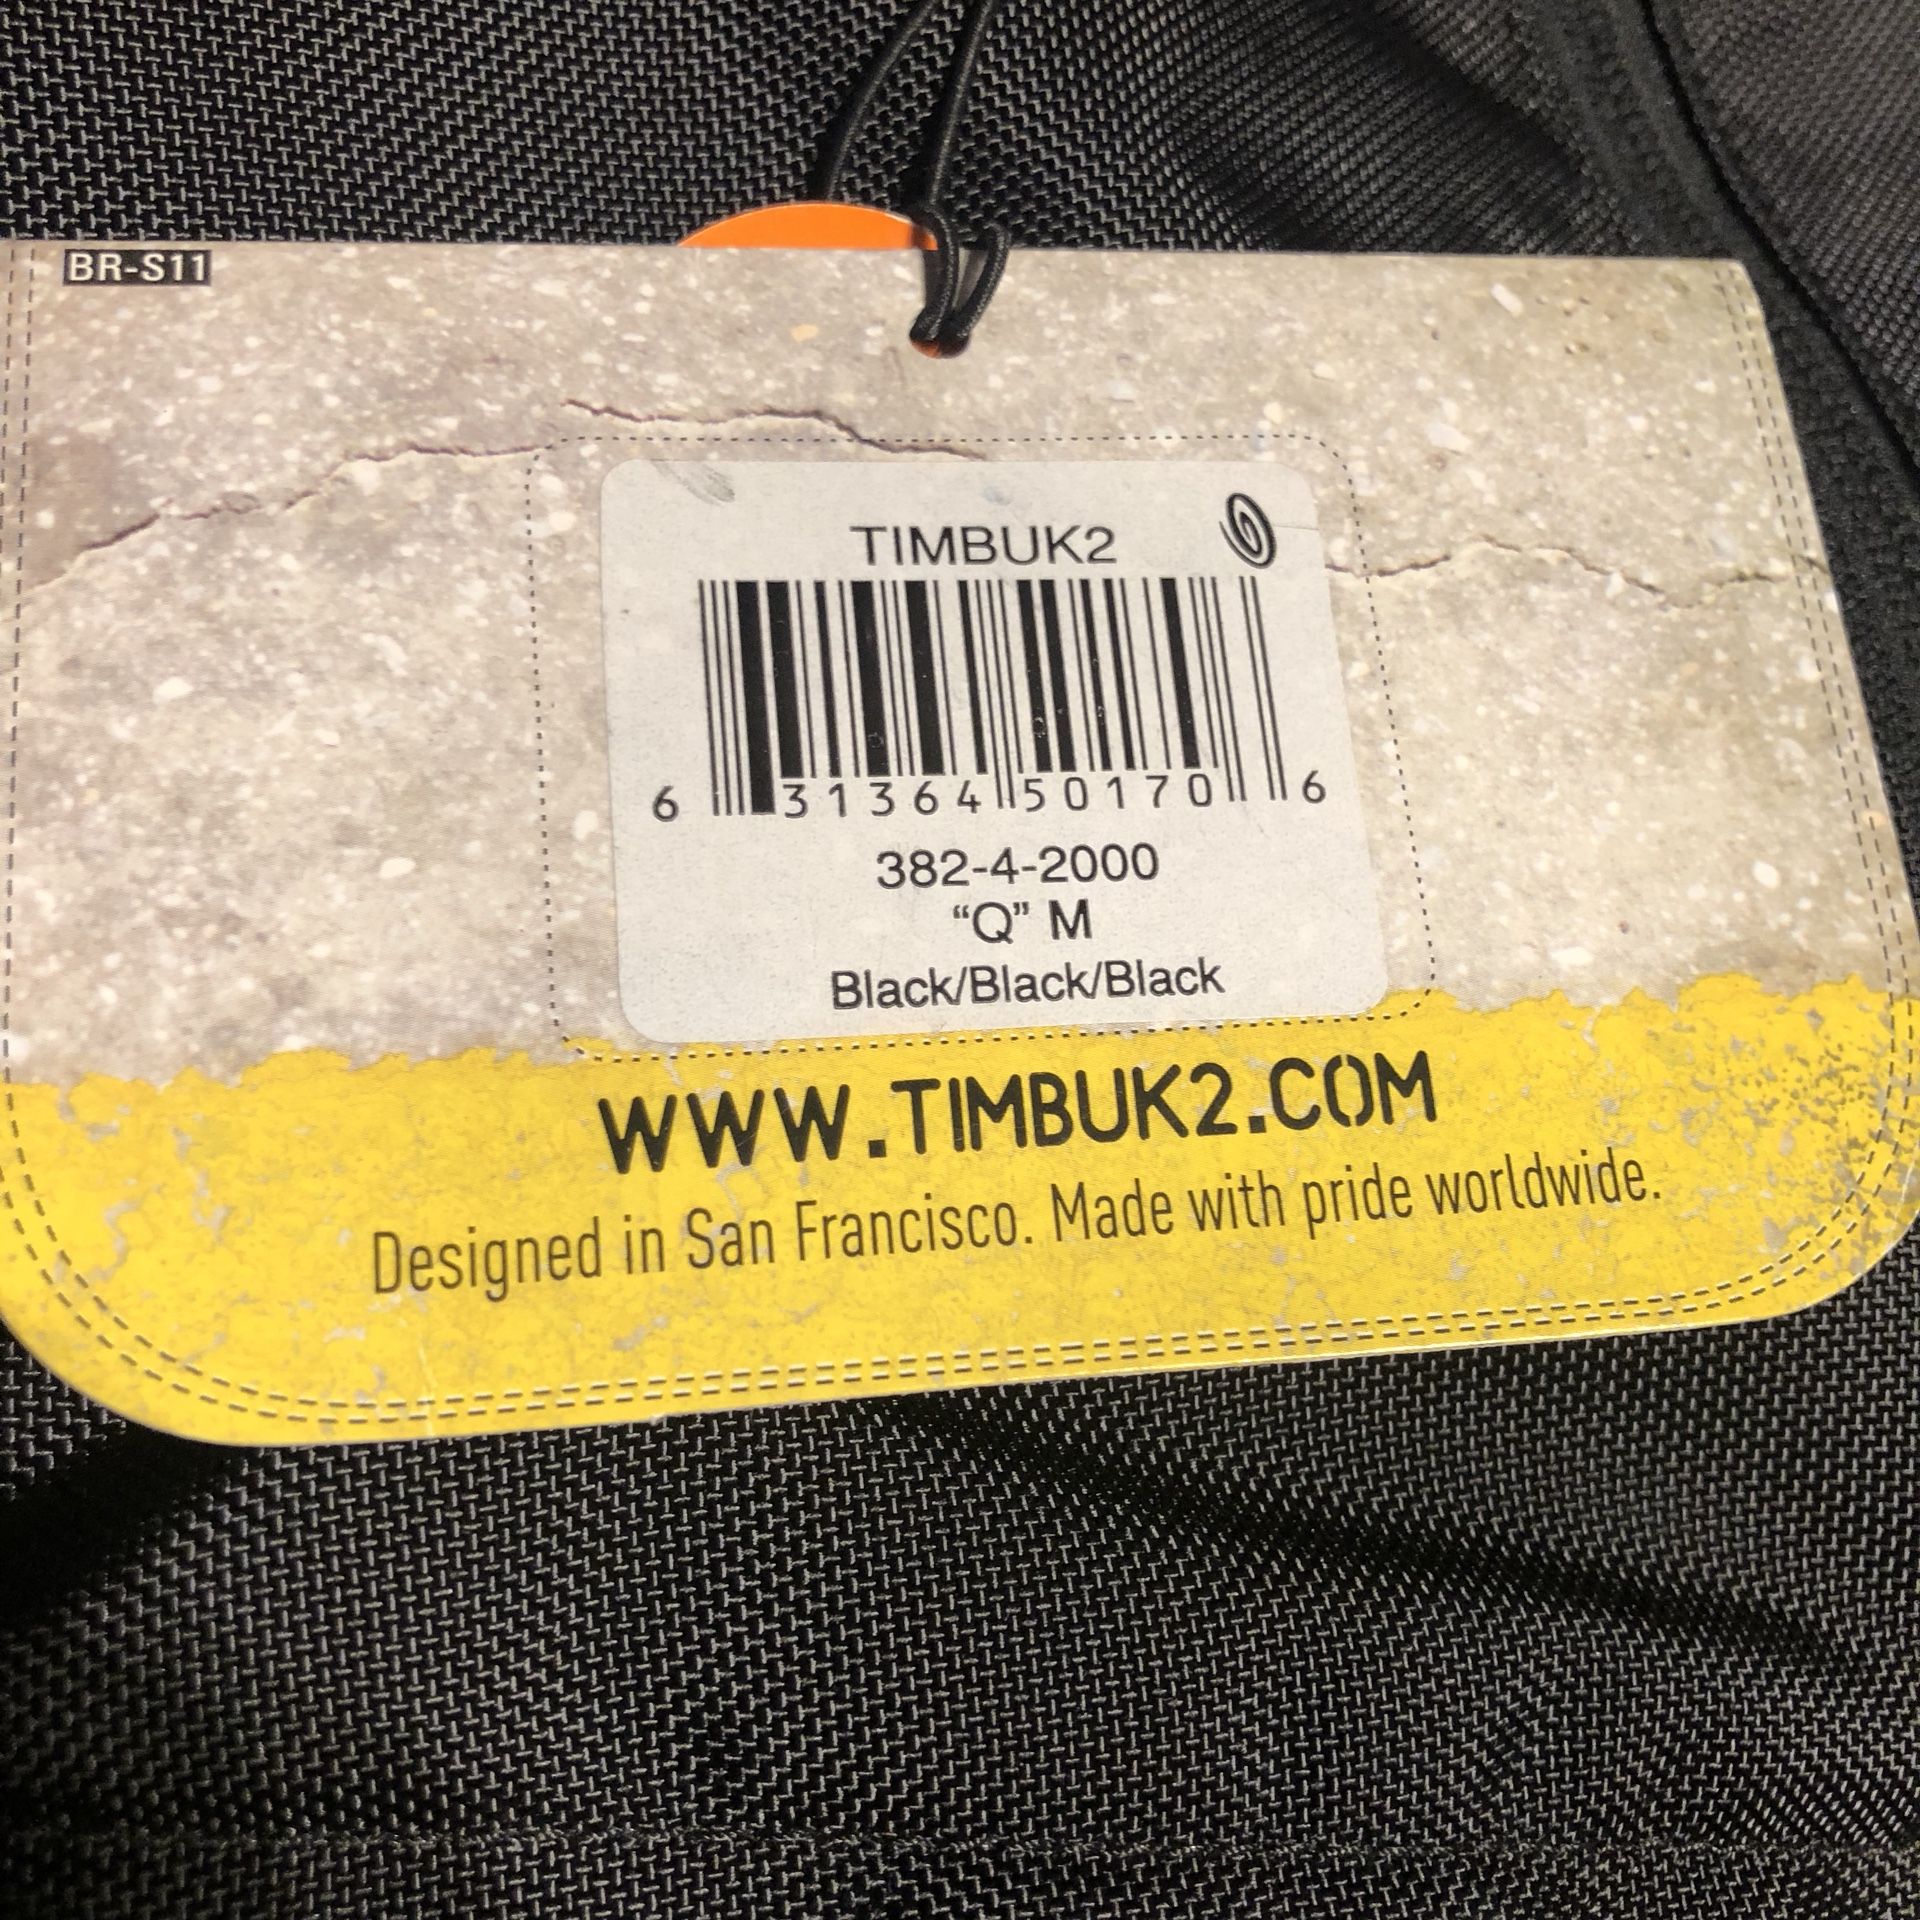 BR-S11
TIMBUK2
6 31364 50170 6
382-4-2000
“Q” M
Black/Black/Black
WWW.TIMBUK2.COM
Designed in San Francisco. Made with pride worldwide.